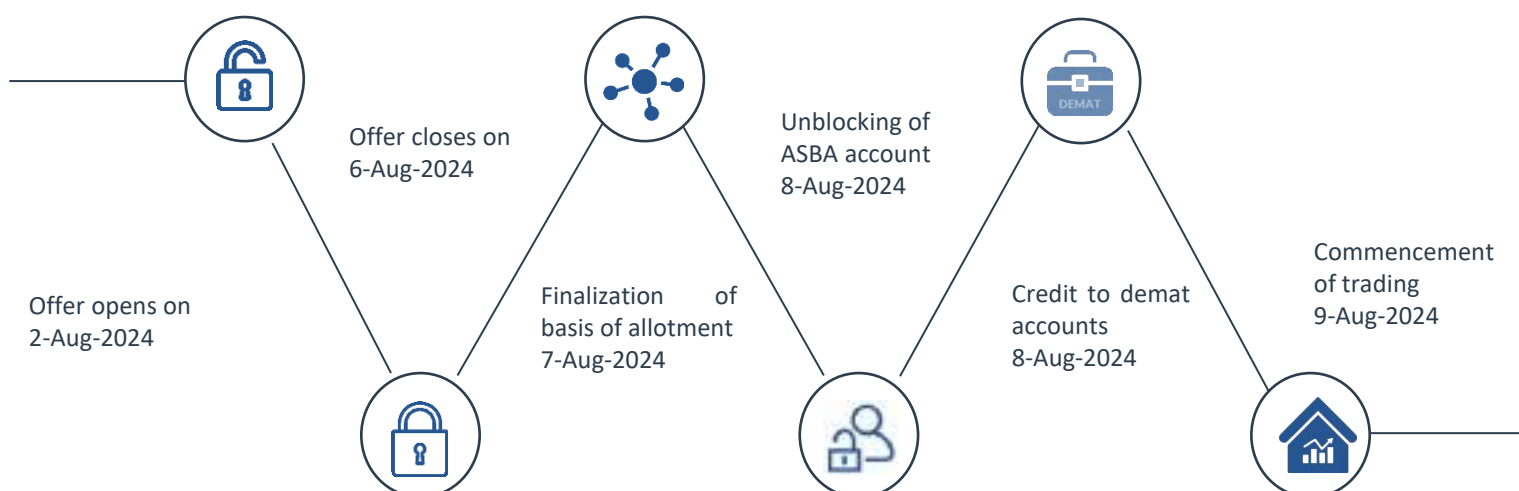 Offer opens on
2-Aug-2024
Offer closes on
6-Aug-2024
Finalization of
basis of allotment
7-Aug-2024
Unblocking of
ASBA account
8-Aug-2024
DEMAT
Credit to demat
accounts
8-Aug-2024
Commencement
of trading
9-Aug-2024